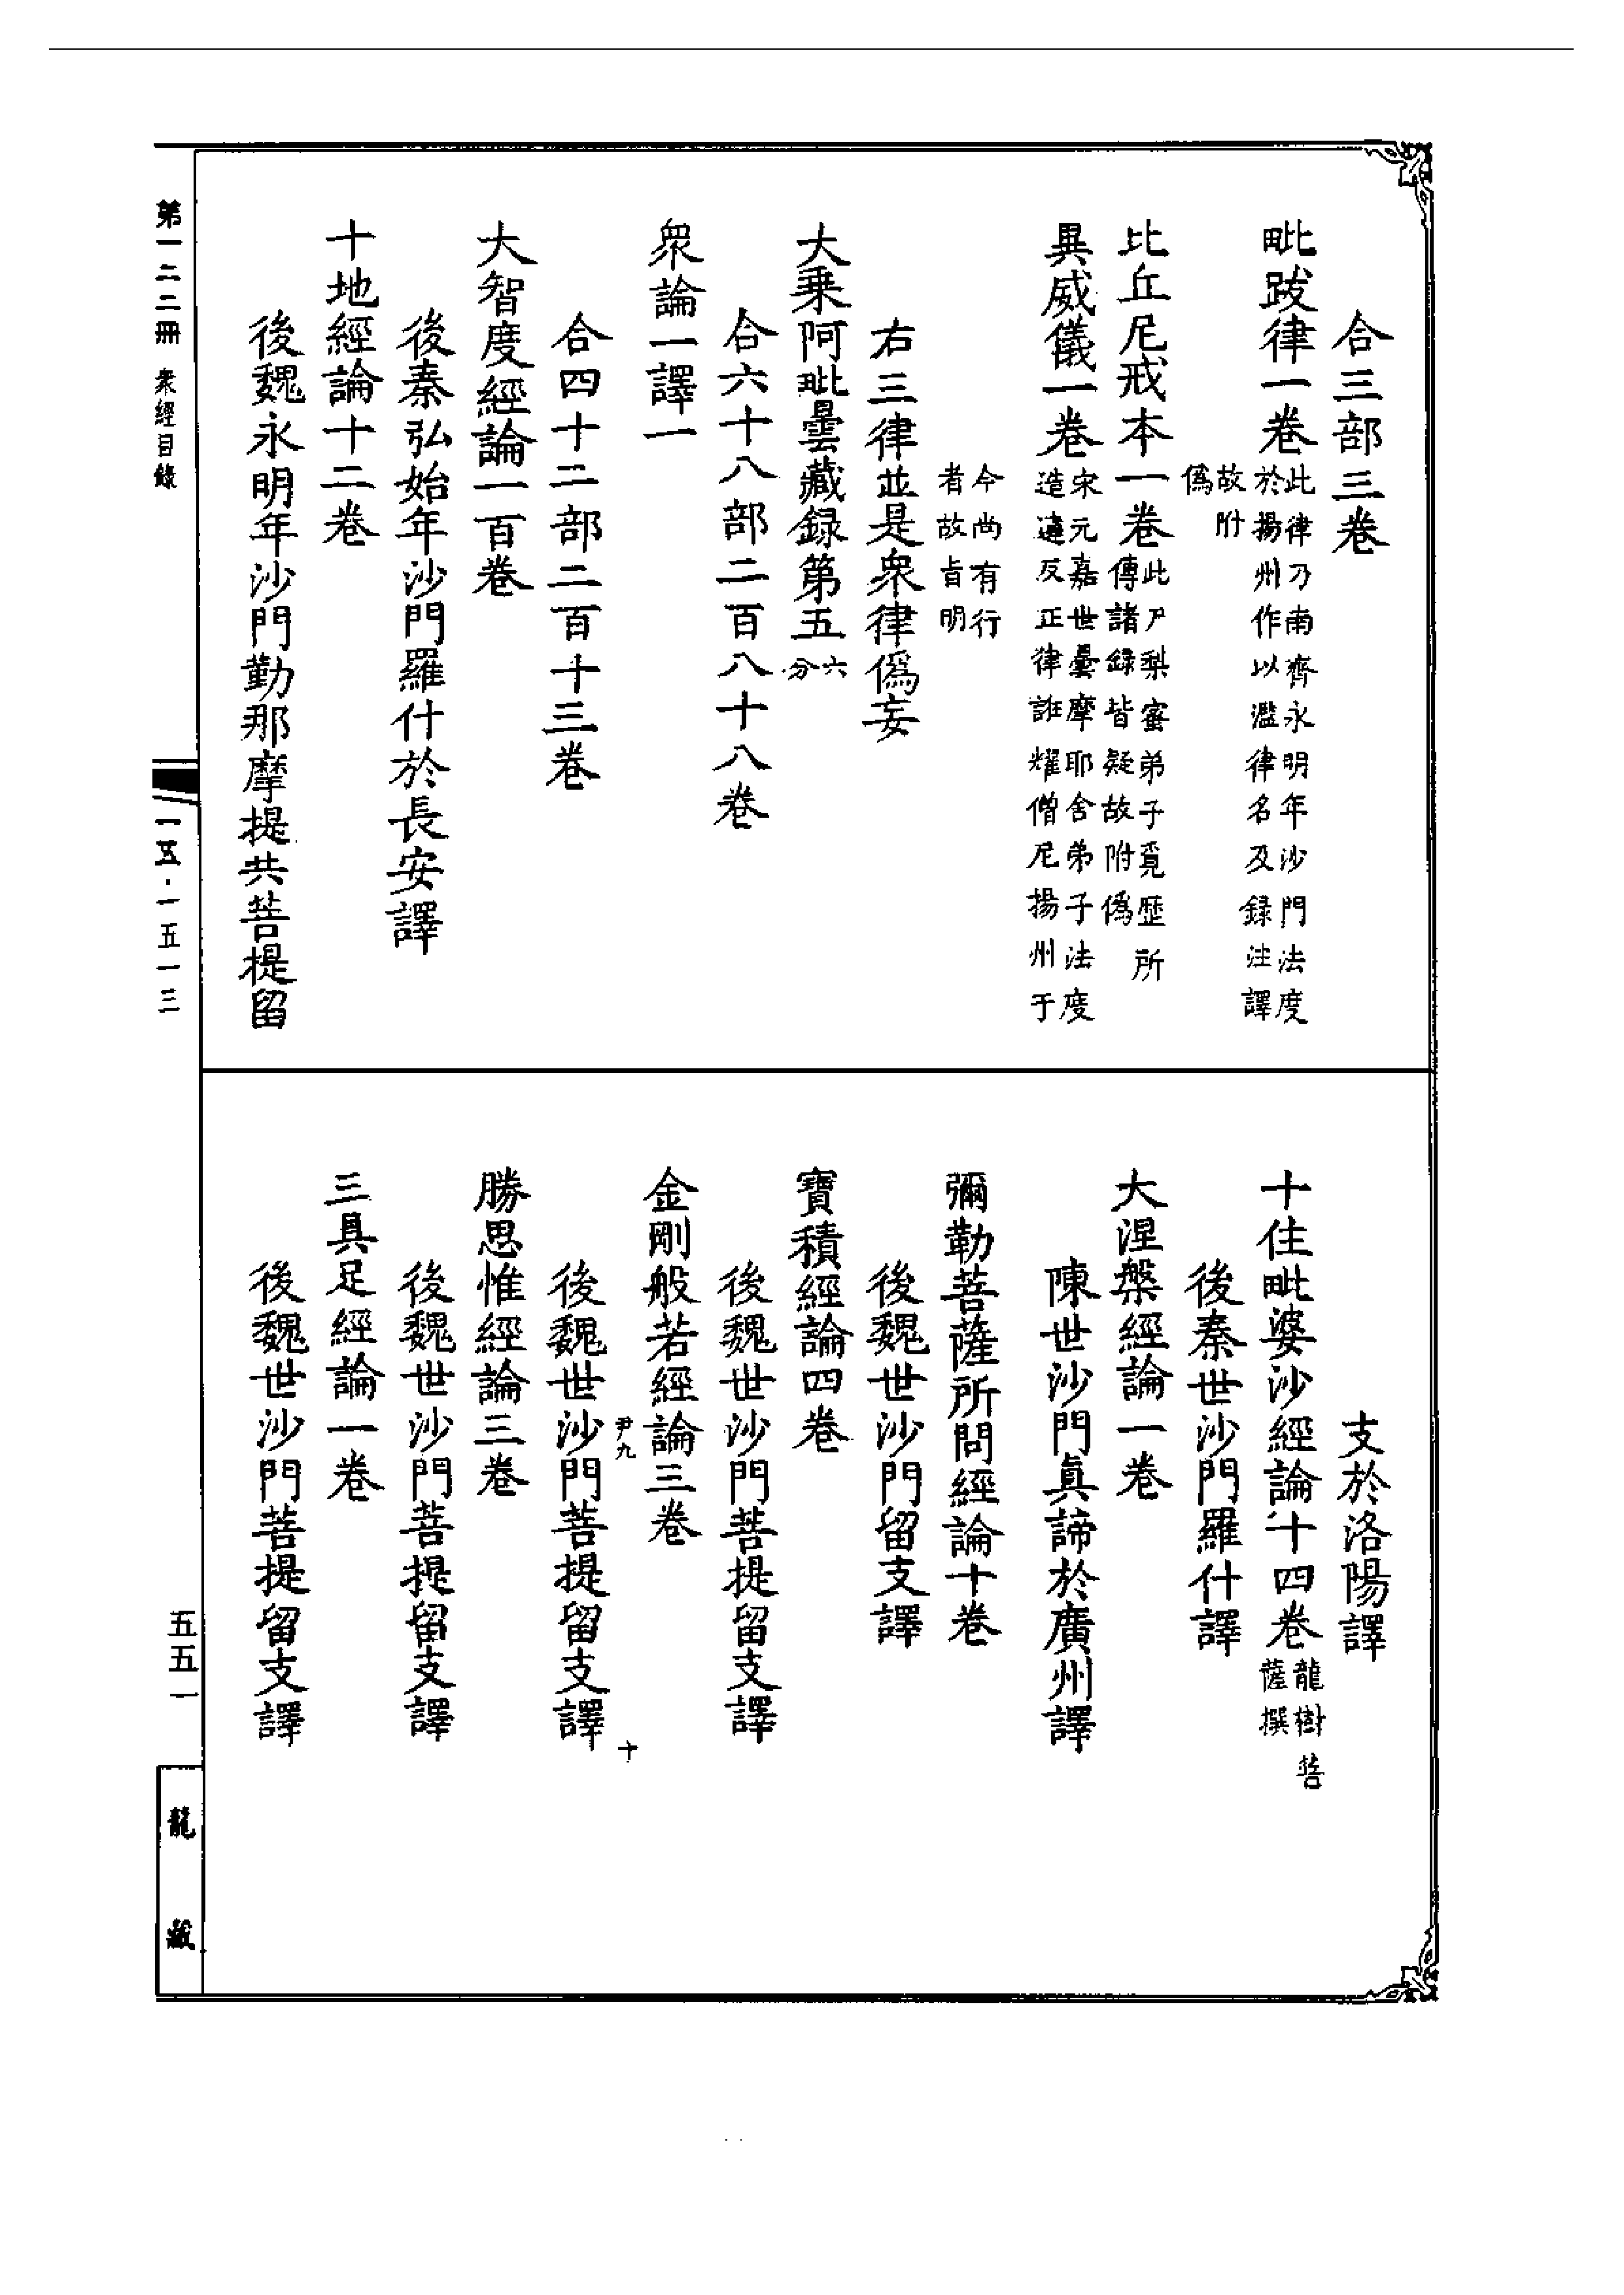 合三部三卷
毗跋律一卷此律乃南齊永明年沙門法度
於揚州作以濫律名及錄注譯
故附
僞
比丘尼戒本一卷此尸梨蜜弟子覓歷所
傳諸錄皆疑故附僞
異威儀一卷宋元嘉世曇摩耶舍弟子法度
造違反正律誑耀僧尼揚州于
今尚有行
者故旨明
右三律並是眾律僞妄
大乘阿毗曇藏録第五六
分
合六十八部二百八十八卷
眾論一譯一
合四十二部二百十三卷
大智度經論一百卷
後秦弘始年沙門羅什於長安譯
十地經論十二卷
後魏永明年沙門勤那摩提共菩提留
支於洛陽譯
十住毗婆沙經論十四卷龍樹菩
薩撰
後秦世沙門羅什譯
大涅槃經論一卷
陳世沙門真諦於廣州譯
彌勒菩薩所問經論十卷
後魏世沙門留支譯
寶積經論四卷
後魏世沙門菩提留支譯
金剛般若經論三卷
尹九
十
後魏世沙門菩提留支譯
勝思惟經論三卷
後魏世沙門菩提留支譯
三具足經論一卷
後魏世沙門菩提留支譯
第一二二冊 眾經目錄
一五·一五一三
五五一
龍藏